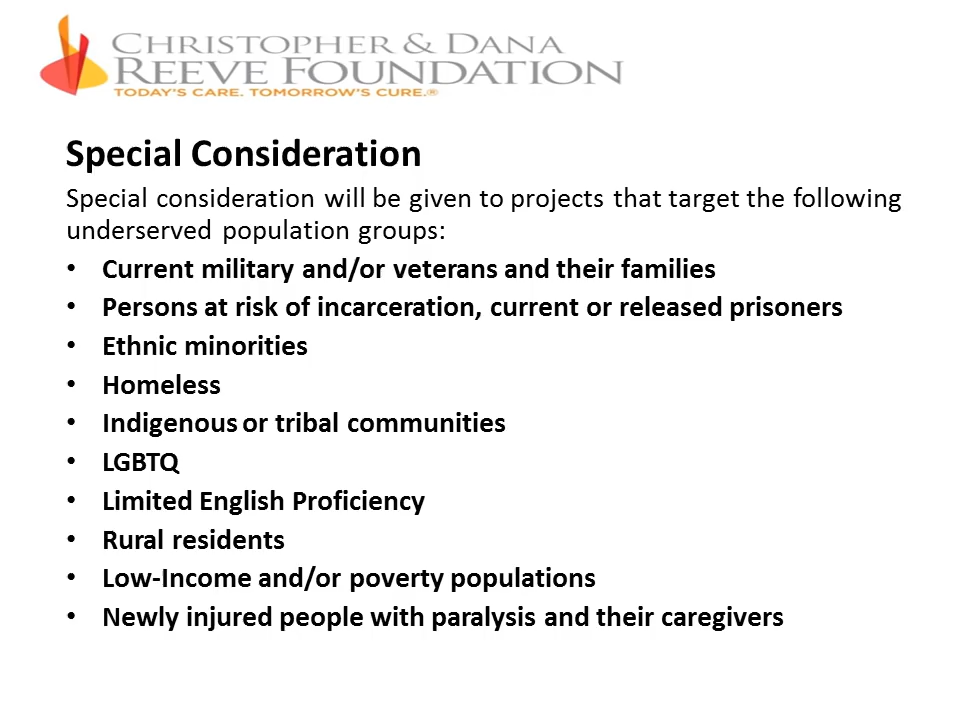 CHRISTOPHER & DANA
REEVE FOUNDATION
TODAY'S CARE. TOMORROW'S CURE.®
Special Consideration
Special consideration will be given to projects that target the following
underserved population groups:
• Current military and/or veterans and their families
• Persons at risk of incarceration, current or released prisoners
• Ethnic minorities
• Homeless
• Indigenous or tribal communities
• LGBTQ
• Limited English Proficiency
• Rural residents
• Low-Income and/or poverty populations
• Newly injured people with paralysis and their caregivers